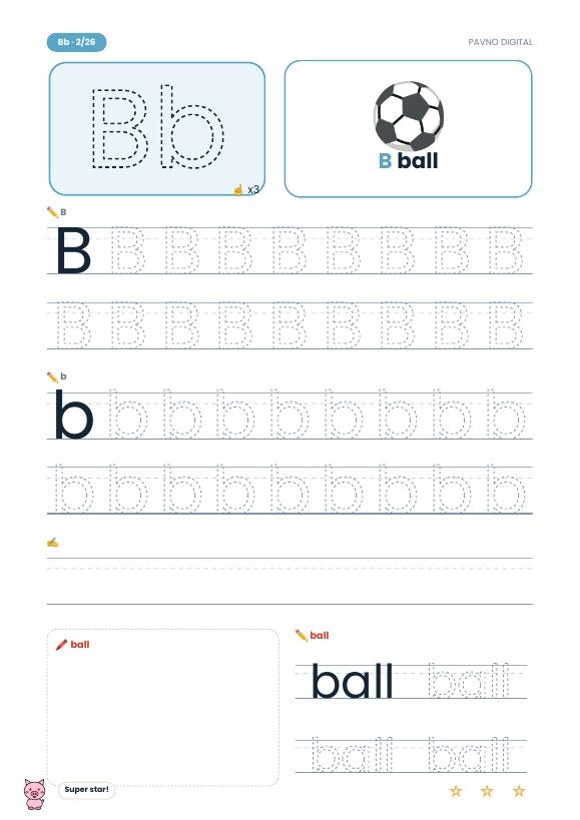 Bb · 2/26
PAVNO DIGITAL
Bb
x3
B ball
B
B B B B B B B B B
B B B B B B B B B
b
b b b b b b b b b
b b b b b b b b b
ball
ball
ball ball
ball ball
Super star!